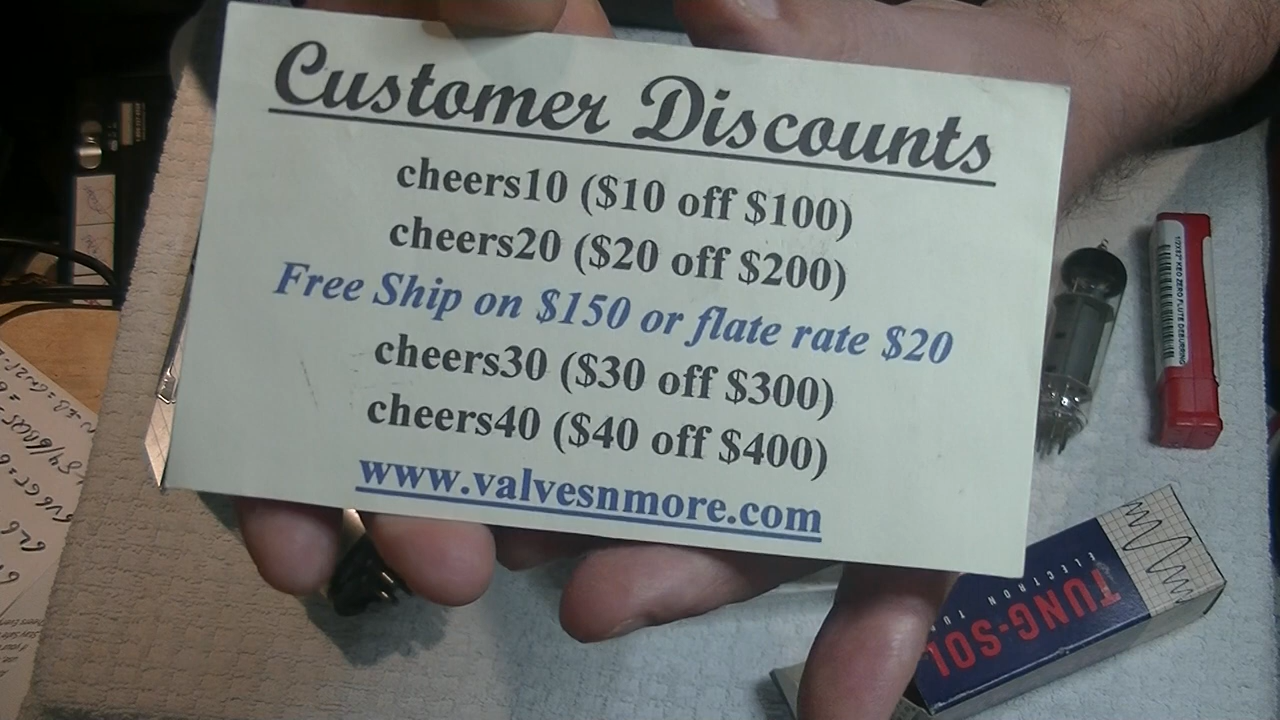 Customer Discounts
cheers10 ($10 off $100)
cheers20 ($20 off $200)
Free Ship on $150 or flate rate $20
cheers30 ($30 off $300)
cheers40 ($40 off $400)
www.valvesnmore.com
TUNG-SOL
ELECTRON
6L6